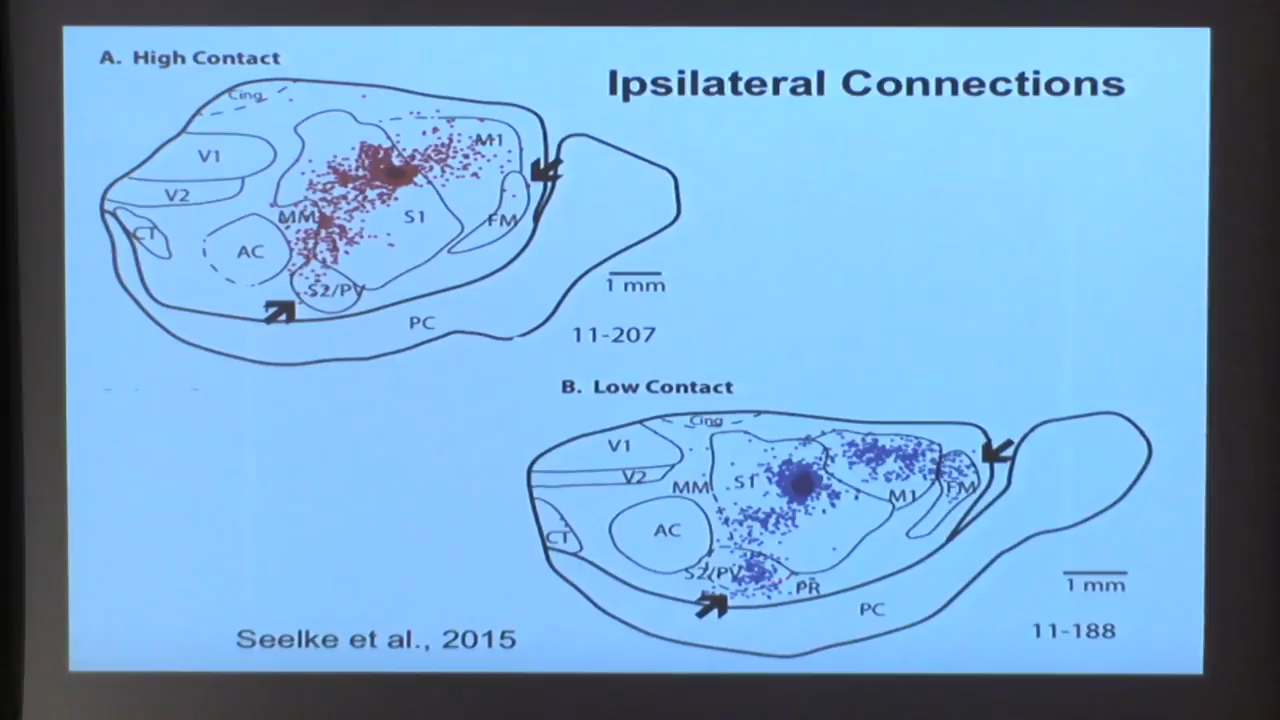 A. High Contact
Ipsilateral Connections
Cing
M1
V1
V2
MM
S1
FM
CT
AC
S2/PV
1 mm
PC
11-207
B. Low Contact
Cing
V1
V2
S1
MM
M1
FM
AC
CT
S2/PV
PR
1 mm
PC
11-188
Seelke et al., 2015